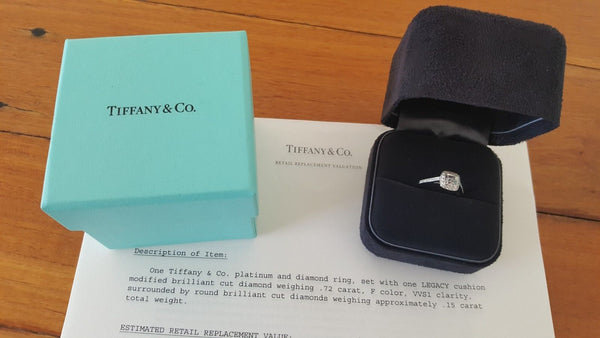 TIFFANY & CO.
TIFFANY & CO.
RETAIL REPLACEMENT VALUATION
Description of Item:
One Tiffany & Co. platinum and diamond ring, set with one LEGACY cushion
modified brilliant cut diamond weighing .72 carat, F color, VVS1 clarity,
surrounded by round brilliant cut diamonds weighing approximately .15 carat
total weight.
ESTIMATED RETAIL REPLACEMENT VALUE: